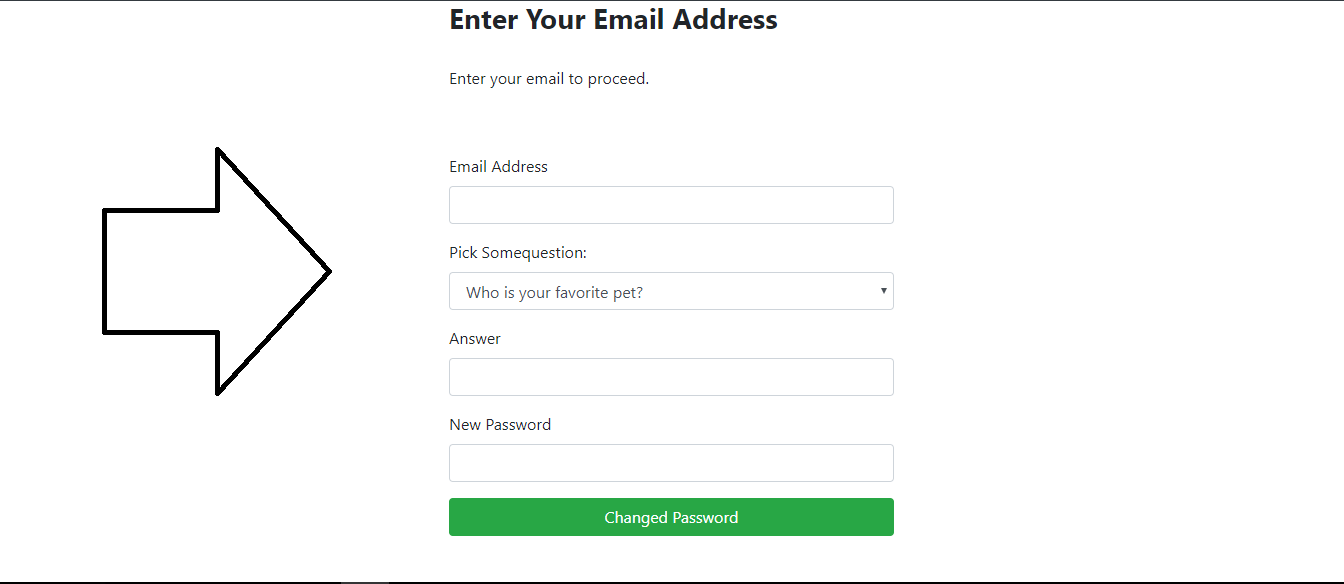 Enter Your Email Address
Enter your email to proceed.
Email Address
Pick Somequestion:
Who is your favorite pet?
Answer
New Password
Changed Password